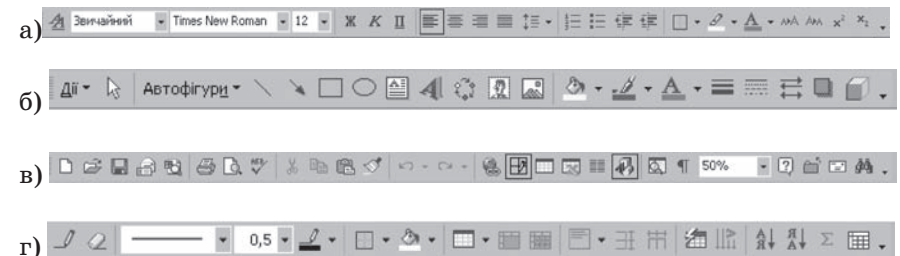 а) Звичайний Times New Roman 12 Ж К П
б) Дії Автофігури
в) 50%
г) 0,5